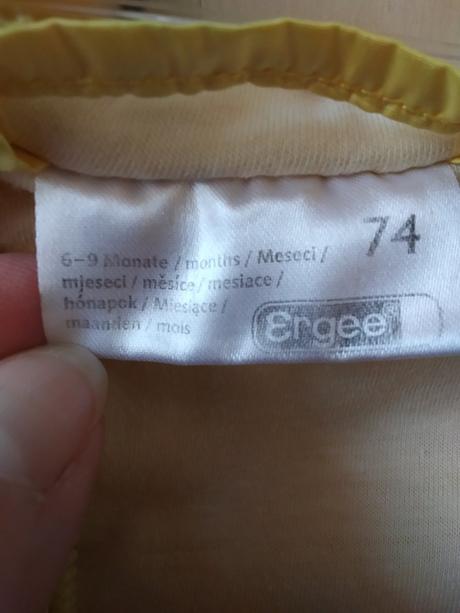 74
6-9 Monate / months / Meseci /
mjeseci / měsíce / mesiace /
hónapok / Miesiące /
maanden / mois
Ergee